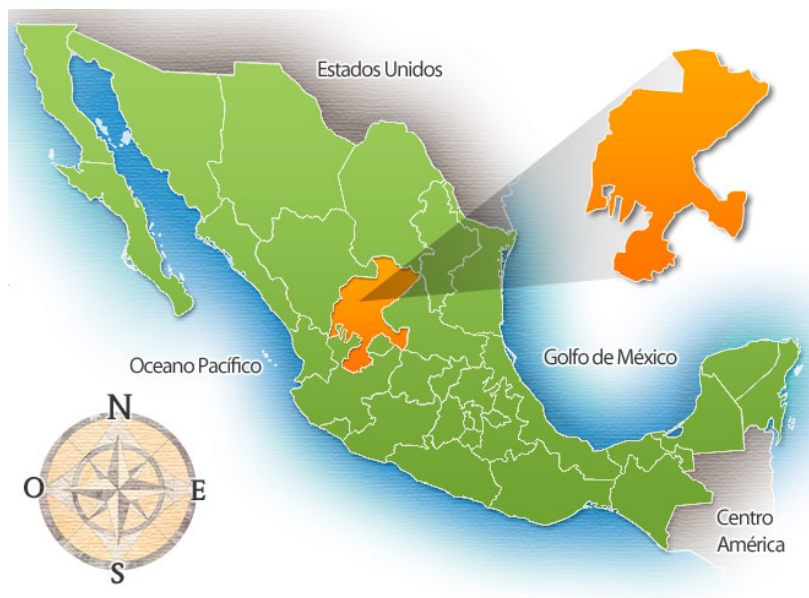 Estados Unidos
Oceano Pacífico
Golfo de México
N
O
E
S
Centro
América